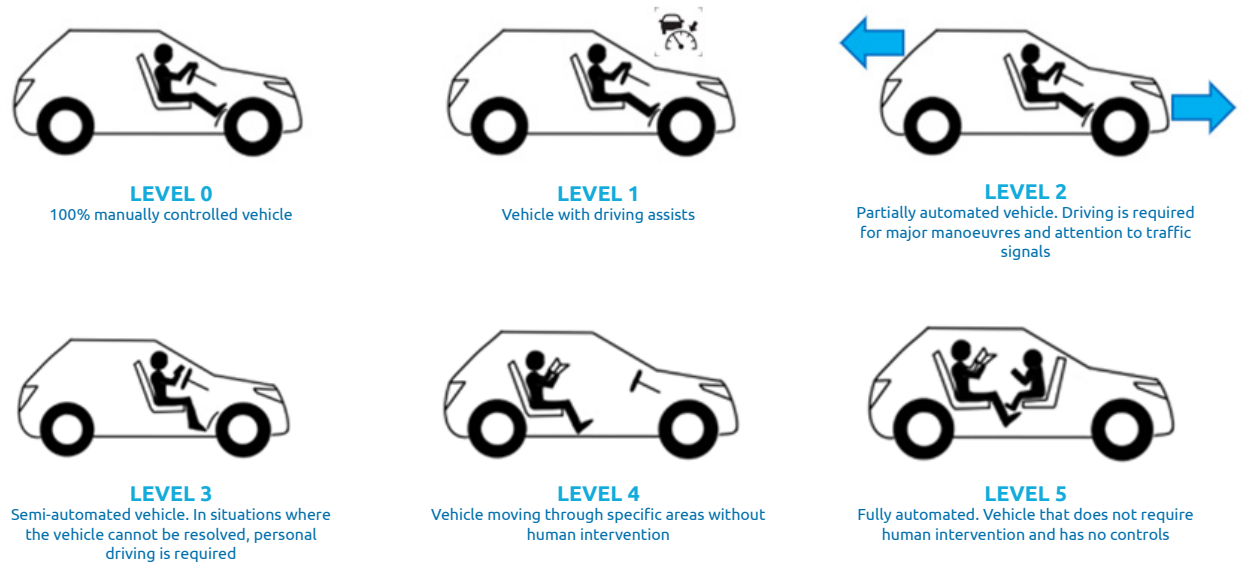 LEVEL 0
100% manually controlled vehicle
LEVEL 1
Vehicle with driving assists
LEVEL 2
Partially automated vehicle. Driving is required
for major manoeuvres and attention to traffic
signals
LEVEL 3
Semi-automated vehicle. In situations where
the vehicle cannot be resolved, personal
driving is required
LEVEL 4
Vehicle moving through specific areas without
human intervention
LEVEL 5
Fully automated. Vehicle that does not require
human intervention and has no controls